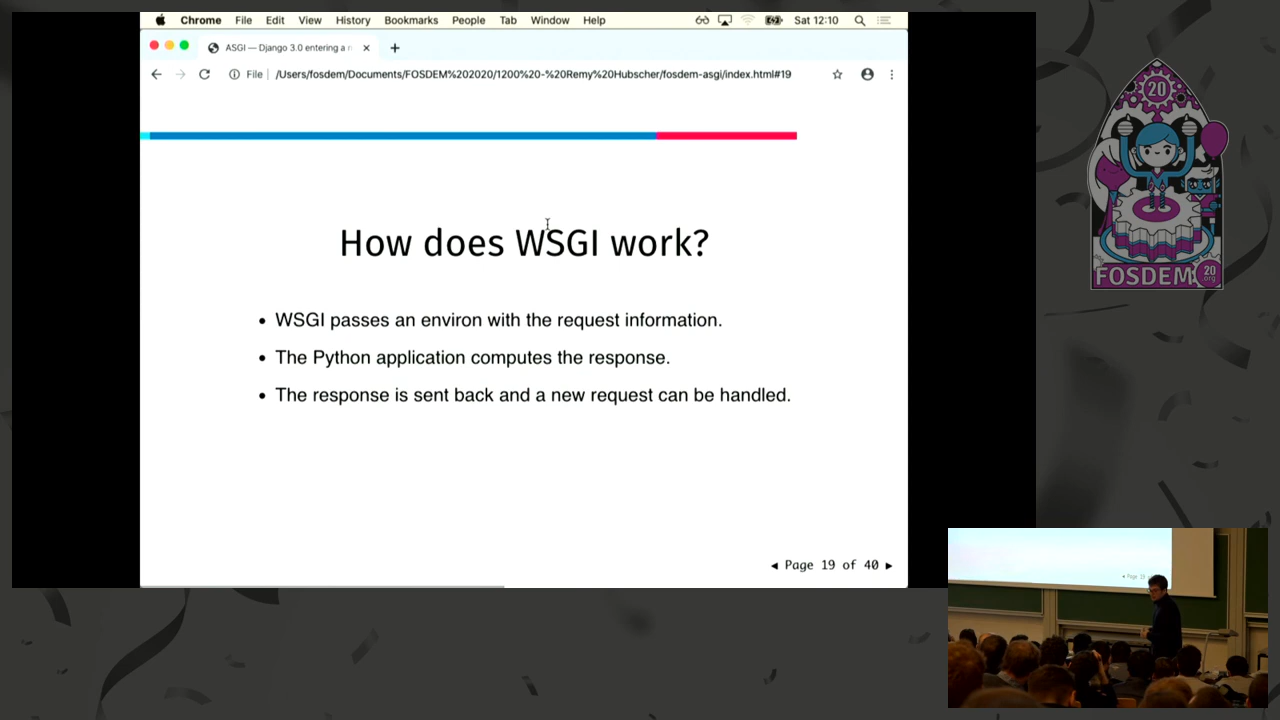 Chrome File Edit View History Bookmarks People Tab Window Help Sat 12:10
ASGI — Django 3.0 entering a n
File /Users/fosdem/Documents/FOSDEM%202020/1200%20-%20Remy%20Hubscher/fosdem-asgi/index.html#19
How does WSGI work?
• WSGI passes an environ with the request information.
• The Python application computes the response.
• The response is sent back and a new request can be handled.
◄ Page 19 of 40 ►
20
FOSDEM
20
.org
Page 19